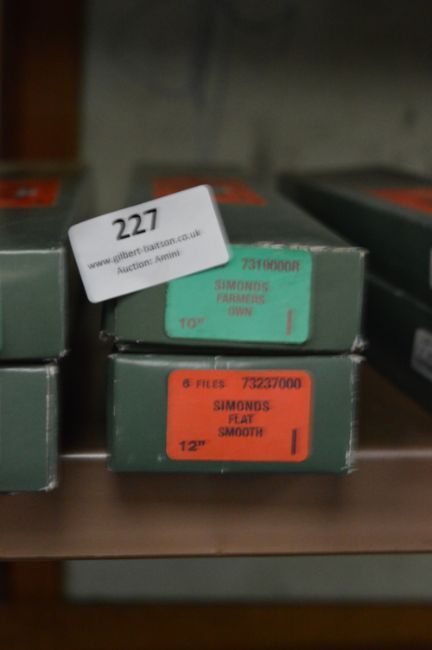 227
www.gilbert-baitson.co.uk
Auction: Amini
7319000R
SIMONDS
FARMERS
OWN
10"
6 FILES 73237000
SIMONDS
FLAT
SMOOTH
12"